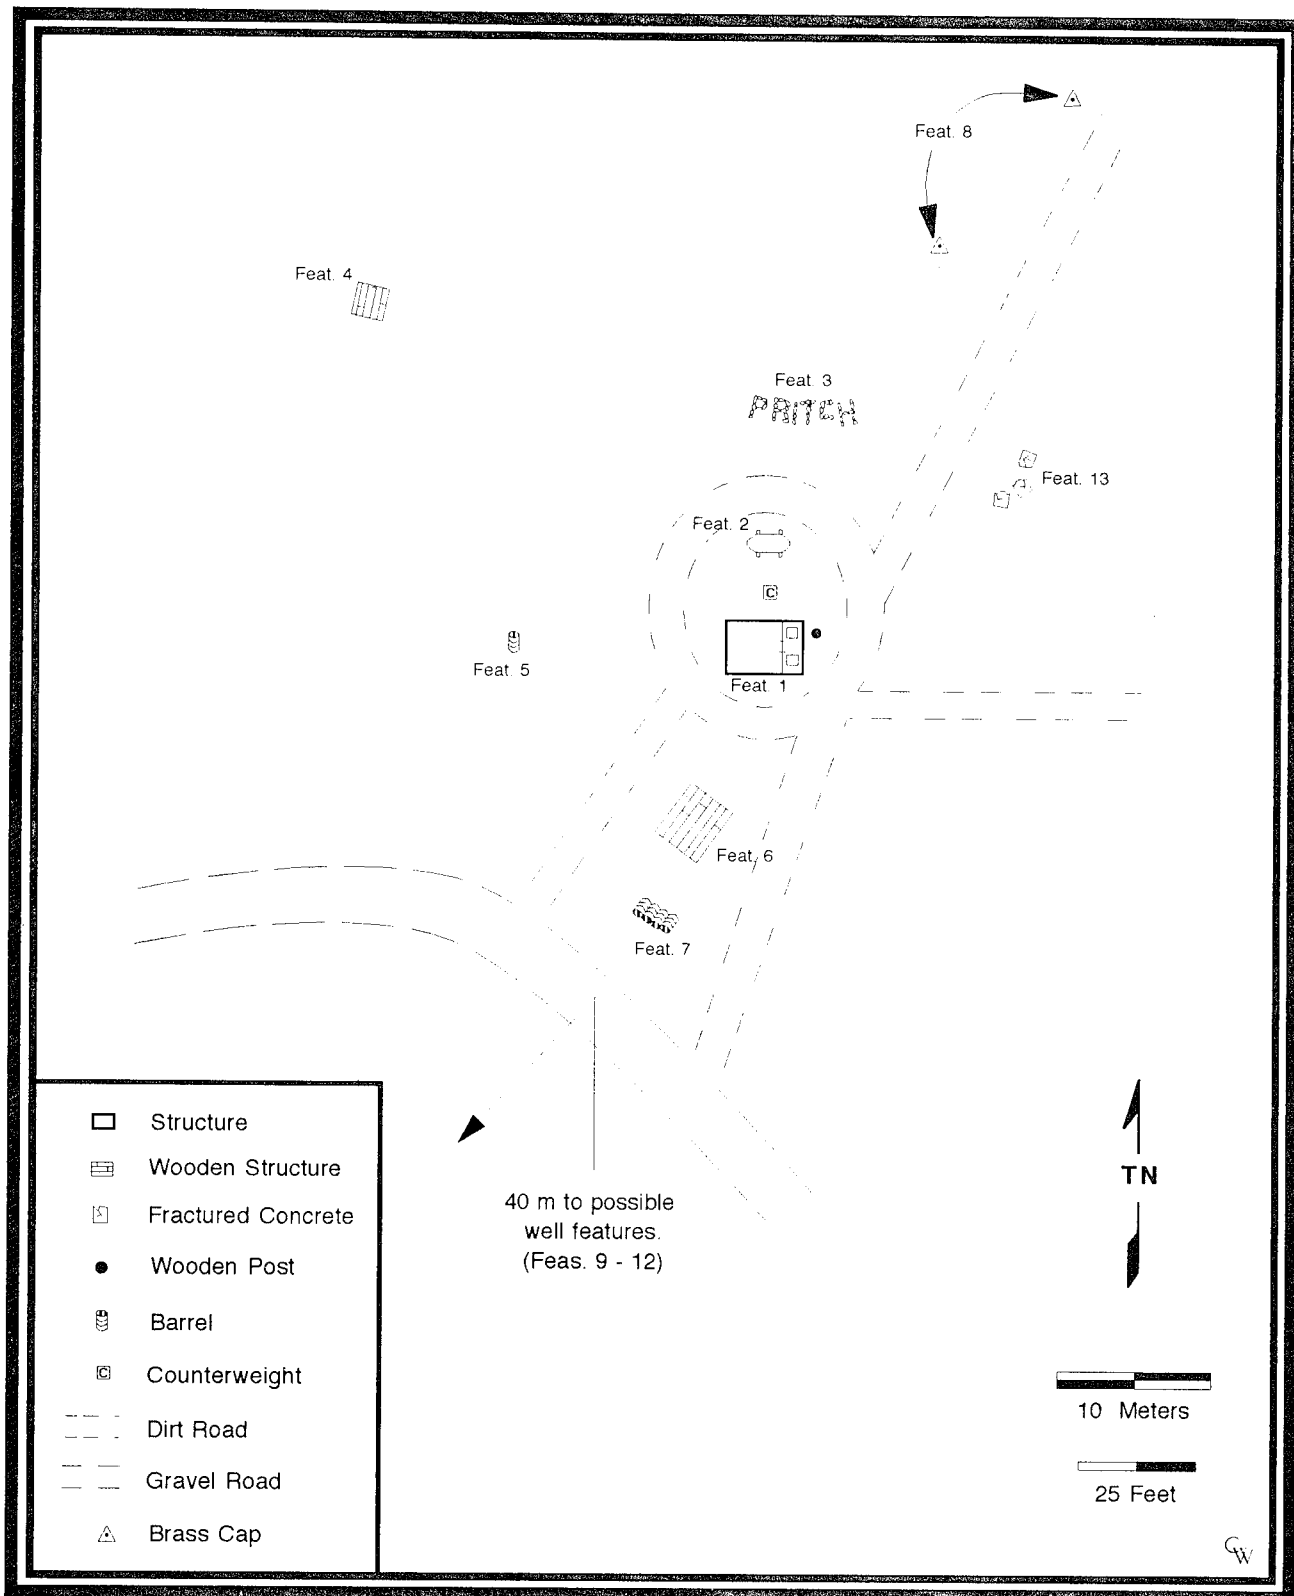 Feat. 8
Feat. 4
Feat. 3
PRITCH
Feat. 13
Feat. 2
C
Feat. 5
Feat. 1
Feat. 6
Feat. 7
40 m to possible
well features.
(Feas. 9 - 12)
Structure
Wooden Structure
Fractured Concrete
Wooden Post
Barrel
C Counterweight
Dirt Road
Gravel Road
Brass Cap
TN
10 Meters
25 Feet